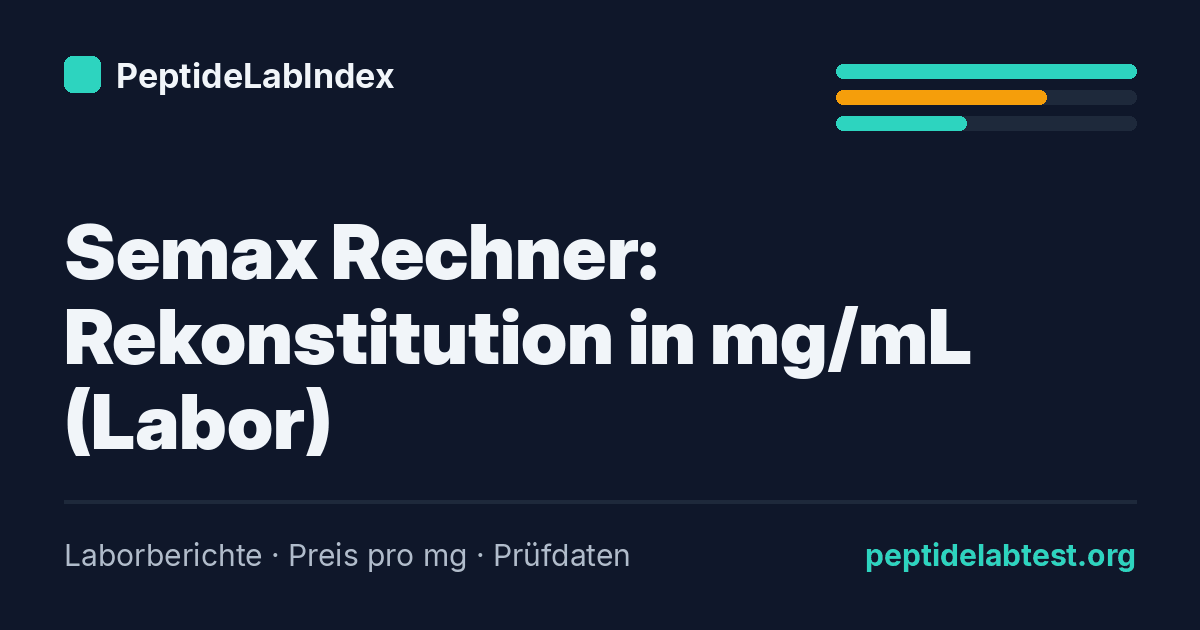 PeptideLabIndex
Semax Rechner:
Rekonstitution in mg/mL
(Labor)
Laborberichte · Preis pro mg · Prüfdaten
peptidelabtest.org